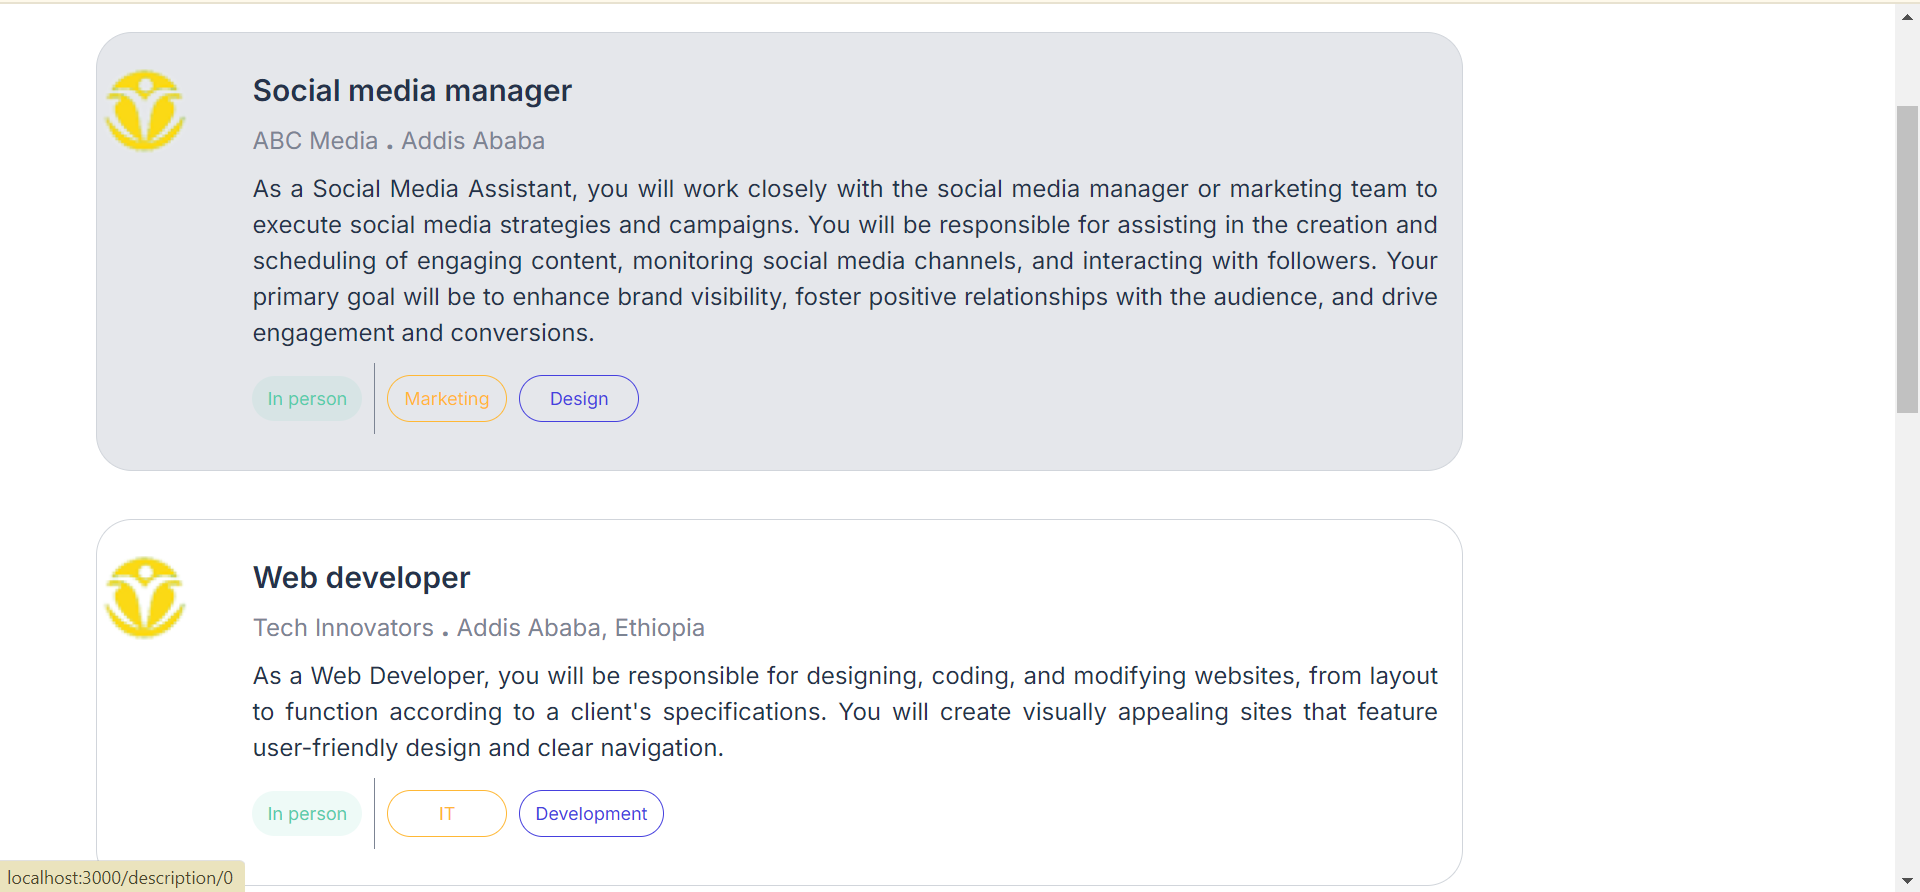 Social media manager
ABC Media . Addis Ababa
As a Social Media Assistant, you will work closely with the social media manager or marketing team to
execute social media strategies and campaigns. You will be responsible for assisting in the creation and
scheduling of engaging content, monitoring social media channels, and interacting with followers. Your
primary goal will be to enhance brand visibility, foster positive relationships with the audience, and drive
engagement and conversions.
In person Marketing Design
Web developer
Tech Innovators . Addis Ababa, Ethiopia
As a Web Developer, you will be responsible for designing, coding, and modifying websites, from layout
to function according to a client's specifications. You will create visually appealing sites that feature
user-friendly design and clear navigation.
In person IT Development
localhost:3000/description/0